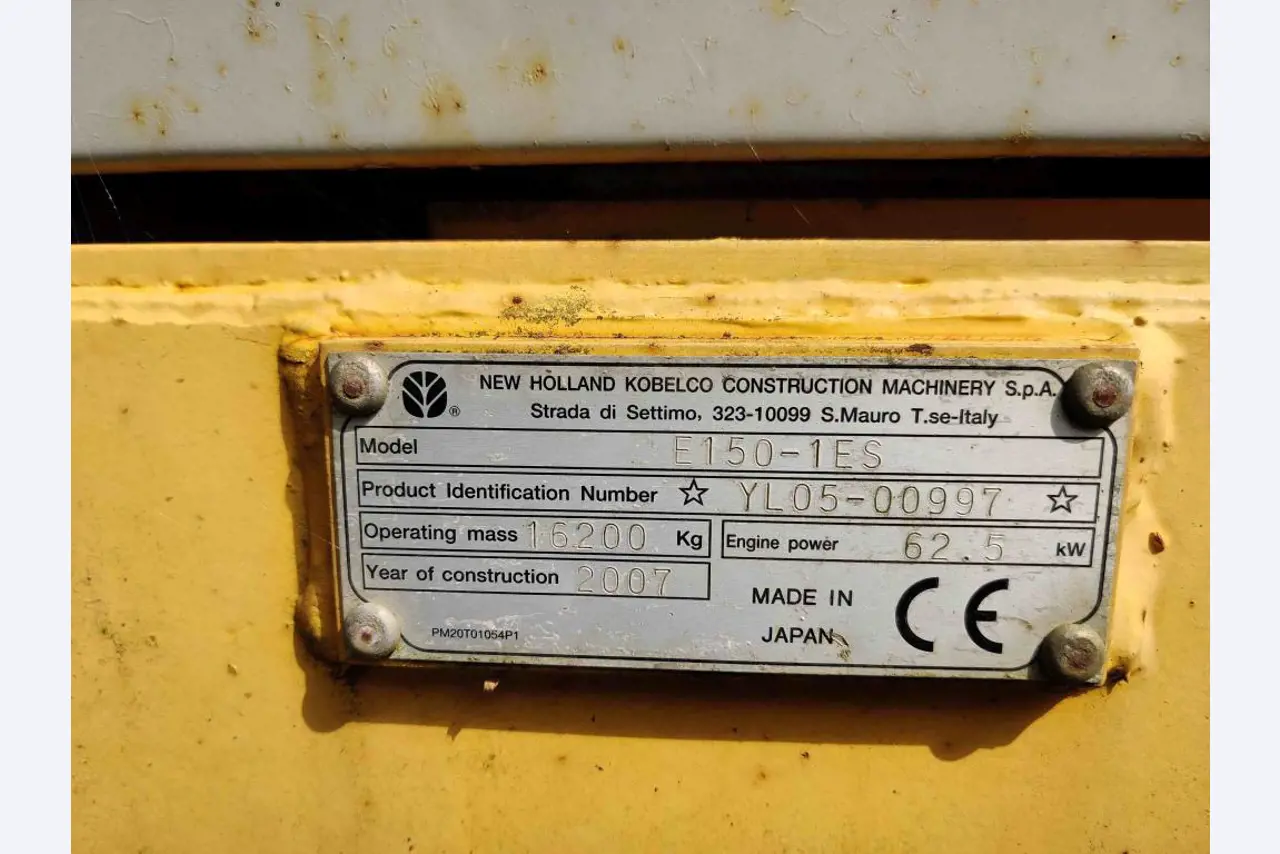 NEW HOLLAND KOBELCO CONSTRUCTION MACHINERY S.p.A.
Strada di Settimo, 323-10099 S.Mauro T.se-Italy
®
Model E150-1ES
Product Identification Number ☆ YL05-00997 ☆
Operating mass 16200 Kg Engine power 62.5 kW
Year of construction 2007
MADE IN
JAPAN
CE
PM20T01054P1